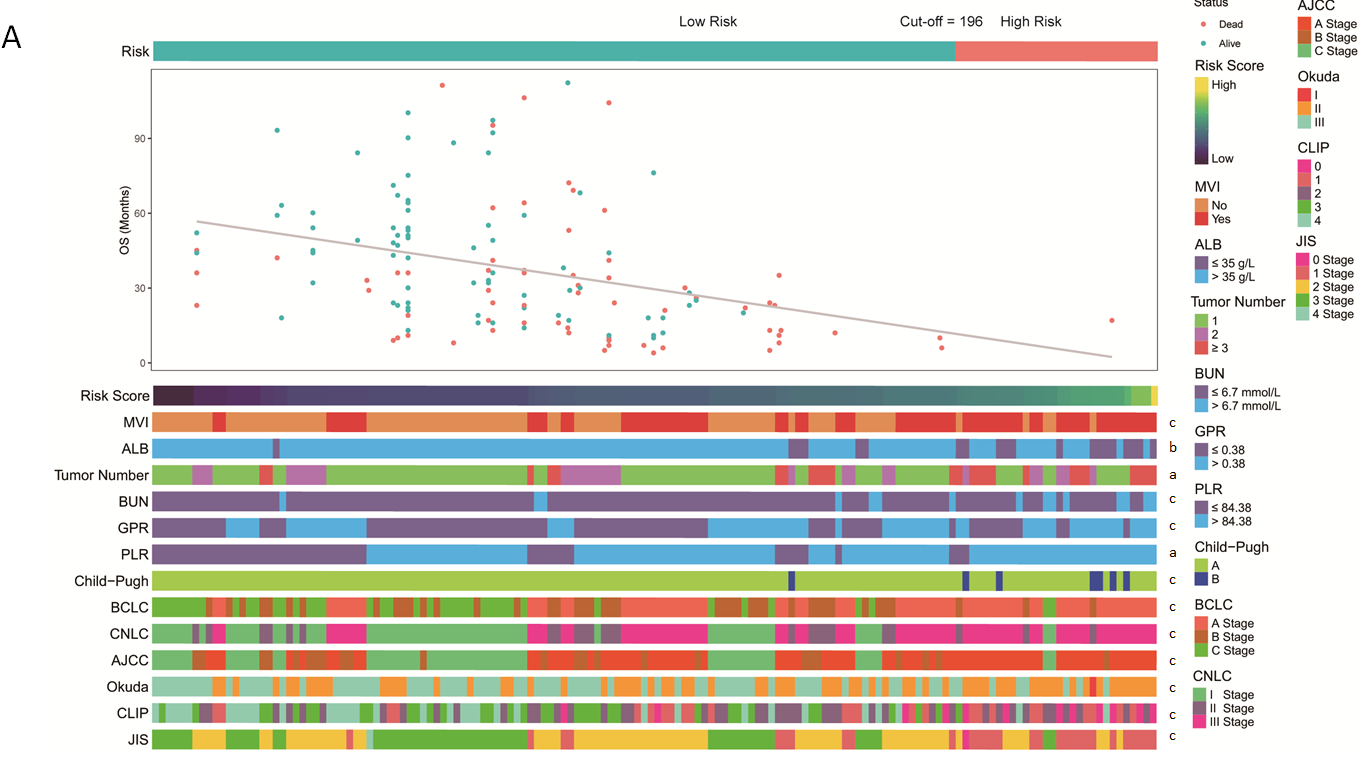 A
Low Risk
Cut-off = 196
High Risk
Risk
OS (Months)
90
60
30
0
Risk Score
MVI
c
ALB
b
Tumor Number
a
BUN
c
GPR
c
PLR
a
Child−Pugh
c
BCLC
c
CNLC
c
AJCC
c
Okuda
c
CLIP
c
JIS
c
Status
Dead
Alive
Risk Score
High
Low
MVI
No
Yes
ALB
≤ 35 g/L
> 35 g/L
Tumor Number
1
2
≥ 3
BUN
≤ 6.7 mmol/L
> 6.7 mmol/L
GPR
≤ 0.38
> 0.38
PLR
≤ 84.38
> 84.38
Child−Pugh
A
B
BCLC
A Stage
B Stage
C Stage
CNLC
I Stage
II Stage
III Stage
AJCC
A Stage
B Stage
C Stage
Okuda
I
II
III
CLIP
0
1
2
3
4
JIS
0 Stage
1 Stage
2 Stage
3 Stage
4 Stage